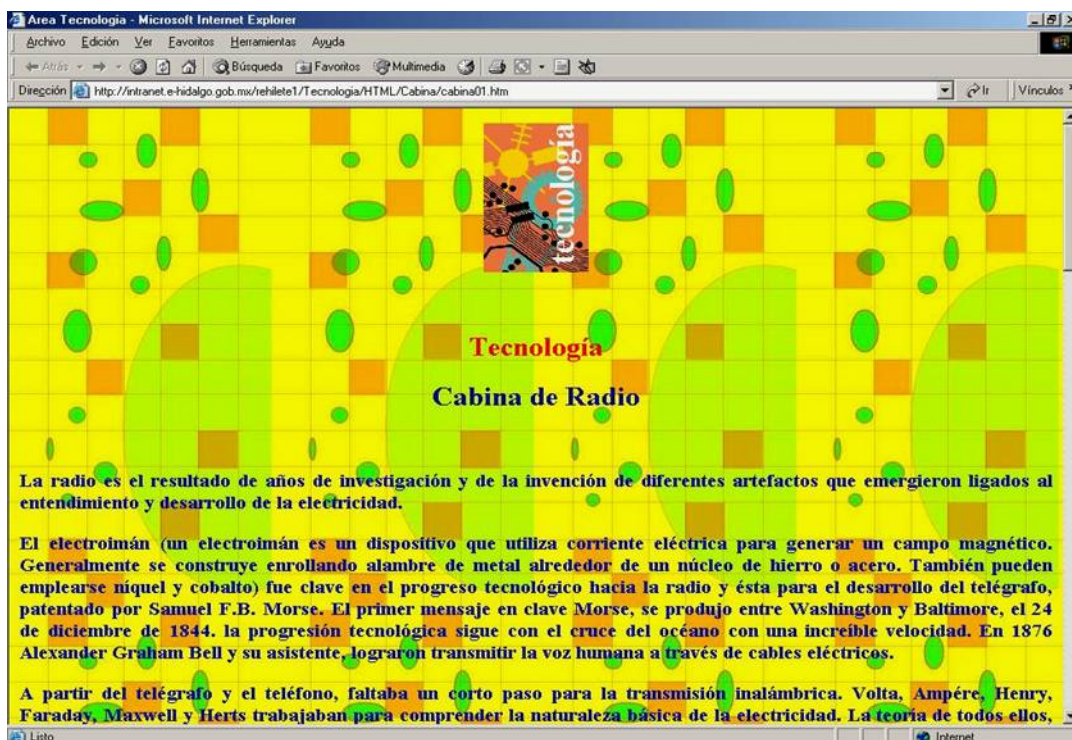 Area Tecnologia - Microsoft Internet Explorer
Archivo Edición Ver Favoritos Herramientas Ayuda
Atrás Búsqueda Favoritos Multimedia
Dirección http://intranet.e-hidalgo.gob.mx/rehilete1/Tecnologia/HTML/Cabina/cabina01.htm Ir Vínculos
tecnología
Tecnología
Cabina de Radio
La radio es el resultado de años de investigación y de la invención de diferentes artefactos que emergieron ligados al
entendimiento y desarrollo de la electricidad.
El electroimán (un electroimán es un dispositivo que utiliza corriente eléctrica para generar un campo magnético.
Generalmente se construye enrollando alambre de metal alrededor de un núcleo de hierro o acero. También pueden
emplearse níquel y cobalto) fue clave en el progreso tecnológico hacia la radio y ésta para el desarrollo del telégrafo,
patentado por Samuel F.B. Morse. El primer mensaje en clave Morse, se produjo entre Washington y Baltimore, el 24
de diciembre de 1844. la progresión tecnológica sigue con el cruce del océano con una increíble velocidad. En 1876
Alexander Graham Bell y su asistente, lograron transmitir la voz humana a través de cables eléctricos.
A partir del telégrafo y el teléfono, faltaba un corto paso para la transmisión inalámbrica. Volta, Ampére, Henry,
Faraday, Maxwell y Herts trabajaban para comprender la naturaleza básica de la electricidad. La teoría de todos ellos,
Listo Internet